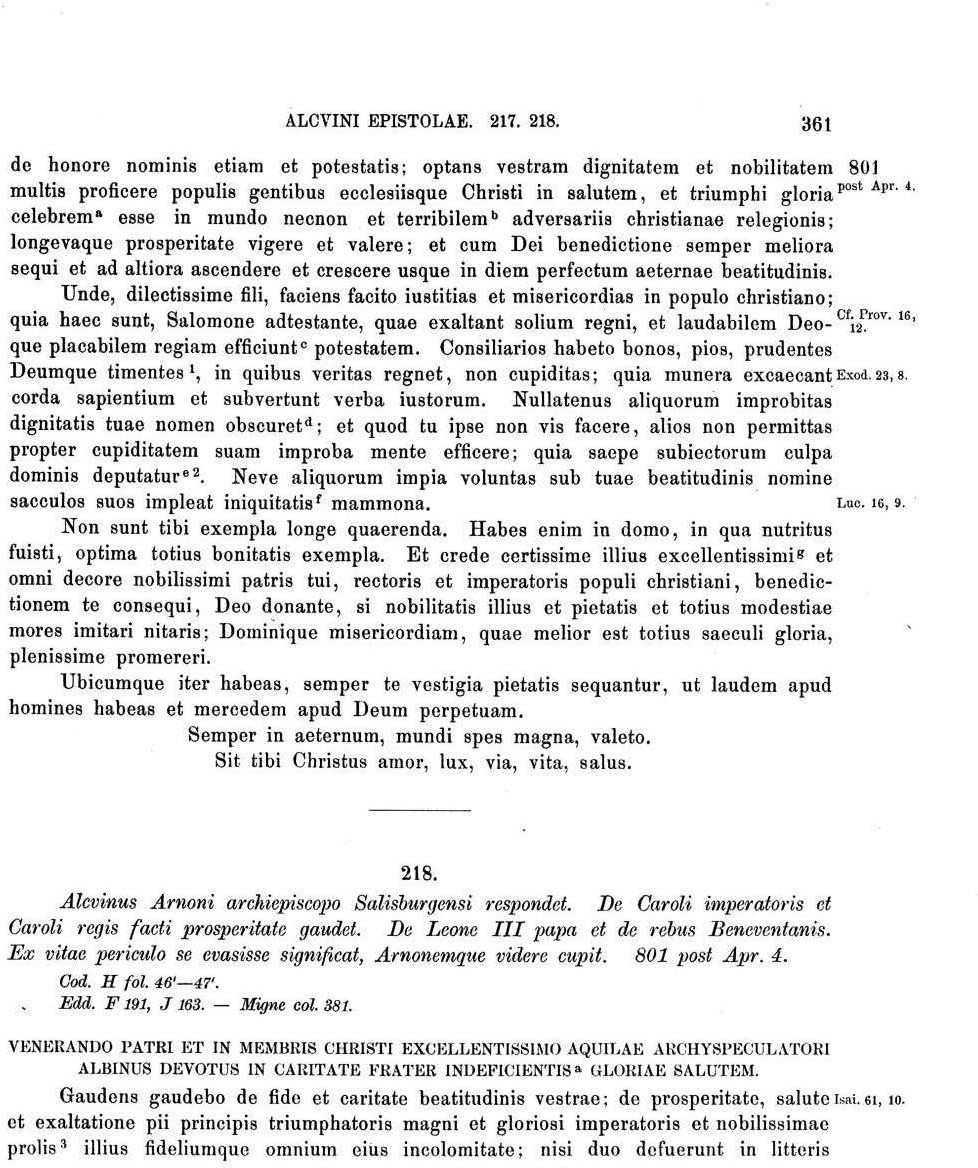 ALCVINI EPISTOLAE. 217. 218. 361
de honore nominis etiam et potestatis; optans vestram dignitatem et nobilitatem 801
multis proficere populis gentibus ecclesiisque Christi in salutem, et triumphi gloria post Apr. 4.
celebrem a esse in mundo necnon et terribilem b adversariis christianae relegionis;
longevaque prosperitate vigere et valere; et cum Dei benedictione semper meliora
sequi et ad altiora ascendere et crescere usque in diem perfectum aeternae beatitudinis.
Unde, dilectissime fili, faciens facito iustitias et misericordias in populo christiano;
quia haec sunt, Salomone adtestante, quae exaltant solium regni, et laudabilem Deo- Cf. Prov. 16, 12.
que placabilem regiam efficiunt c potestatem. Consiliarios habeto bonos, pios, prudentes
Deumque timentes 1, in quibus veritas regnet, non cupiditas; quia munera excaecant Exod. 23, 8.
corda sapientium et subvertunt verba iustorum. Nullatenus aliquorum improbitas
dignitatis tuae nomen obscuret d; et quod tu ipse non vis facere, alios non permittas
propter cupiditatem suam improba mente efficere; quia saepe subiectorum culpa
dominis deputatur e 2. Neve aliquorum impia voluntas sub tuae beatitudinis nomine
sacculos suos impleat iniquitatis f mammona. Luc. 16, 9.
Non sunt tibi exempla longe quaerenda. Habes enim in domo, in qua nutritus
fuisti, optima totius bonitatis exempla. Et crede certissime illius excellentissimi g et
omni decore nobilissimi patris tui, rectoris et imperatoris populi christiani, benedic-
tionem te consequi, Deo donante, si nobilitatis illius et pietatis et totius modestiae
mores imitari nitaris; Dominique misericordiam, quae melior est totius saeculi gloria,
plenissime promereri.
Ubicumque iter habeas, semper te vestigia pietatis sequantur, ut laudem apud
homines habeas et mercedem apud Deum perpetuam.
Semper in aeternum, mundi spes magna, valeto.
Sit tibi Christus amor, lux, via, vita, salus.
218.
Alcvinus Arnoni archiepiscopo Salisburgensi respondet. De Caroli imperatoris et
Caroli regis facti prosperitate gaudet. De Leone III papa et de rebus Beneventanis.
Ex vitae periculo se evasisse significat, Arnonemque videre cupit. 801 post Apr. 4.
Cod. H fol. 46'—47'.
Edd. F 191, J 163. — Migne col. 381.
VENERANDO PATRI ET IN MEMBRIS CHRISTI EXCELLENTISSIMO AQUILAE ARCHYSPECULATORI
ALBINUS DEVOTUS IN CARITATE FRATER INDEFICIENTIS a GLORIAE SALUTEM.
Gaudens gaudebo de fide et caritate beatitudinis vestrae; de prosperitate, salute Isai. 61, 10.
et exaltatione pii principis triumphatoris magni et gloriosi imperatoris et nobilissimae
prolis 3 illius fideliumque omnium eius incolomitate; nisi duo defuerunt in litteris